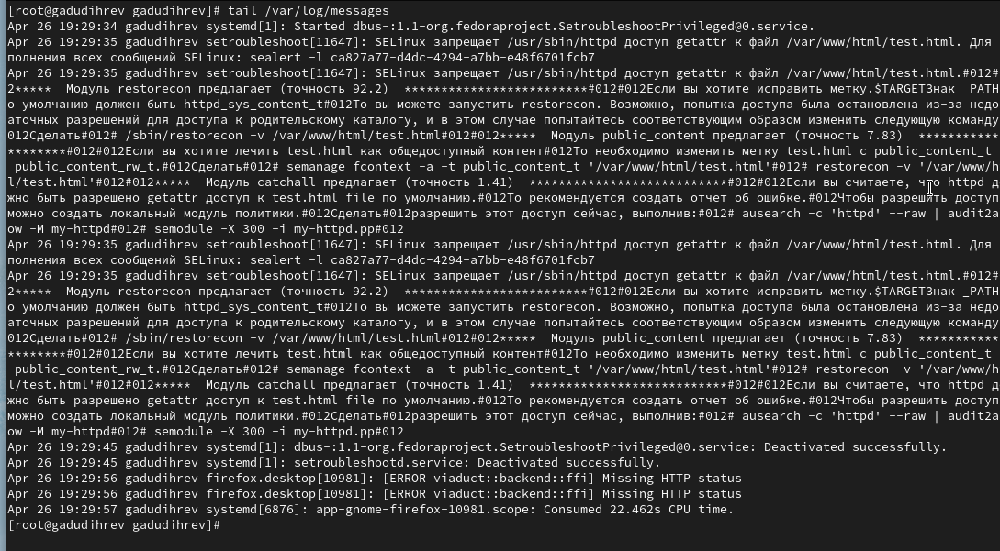 [root@gadudihrev gadudihrev]# tail /var/log/messages
Apr 26 19:29:34 gadudihrev systemd[1]: Started dbus-:1.1-org.fedoraproject.SetroubleshootPrivileged@0.service.
Apr 26 19:29:35 gadudihrev setroubleshoot[11647]: SELinux запрещает /usr/sbin/httpd доступ getattr к файл /var/www/html/test.html. Для
полнения всех сообщений SELinux: sealert -l ca827a77-d4dc-4294-a7bb-e48f6701fcb7
Apr 26 19:29:35 gadudihrev setroubleshoot[11647]: SELinux запрещает /usr/sbin/httpd доступ getattr к файл /var/www/html/test.html.#012#
2*****  Модуль restorecon предлагает (точность 92.2)  ************************#012#012Если вы хотите исправить метку.$TARGETЗнак _PATH
о умолчанию должен быть httpd_sys_content_t#012То вы можете запустить restorecon. Возможно, попытка доступа была остановлена из-за недо
аточных разрешений для доступа к родительскому каталогу, и в этом случае попытайтесь соответствующим образом изменить следующую команду
012Сделать#012# /sbin/restorecon -v /var/www/html/test.html#012#012*****  Модуль public_content предлагает (точность 7.83)  ***********
********#012#012Если вы хотите лечить test.html как общедоступный контент#012То необходимо изменить метку test.html с public_content_t
 public_content_rw_t.#012Сделать#012# semanage fcontext -a -t public_content_t '/var/www/html/test.html'#012# restorecon -v '/var/www/h
l/test.html'#012#012*****  Модуль catchall предлагает (точность 1.41)  **************************#012#012Если вы считаете, что httpd д
жно быть разрешено getattr доступ к test.html file по умолчанию.#012То рекомендуется создать отчет об ошибке.#012Чтобы разрешить доступ
можно создать локальный модуль политики.#012Сделать#012разрешить этот доступ сейчас, выполнив:#012# ausearch -c 'httpd' --raw | audit2a
ow -M my-httpd#012# semodule -X 300 -i my-httpd.pp#012
Apr 26 19:29:35 gadudihrev setroubleshoot[11647]: SELinux запрещает /usr/sbin/httpd доступ getattr к файл /var/www/html/test.html. Для
полнения всех сообщений SELinux: sealert -l ca827a77-d4dc-4294-a7bb-e48f6701fcb7
Apr 26 19:29:35 gadudihrev setroubleshoot[11647]: SELinux запрещает /usr/sbin/httpd доступ getattr к файл /var/www/html/test.html.#012#
2*****  Модуль restorecon предлагает (точность 92.2)  ************************#012#012Если вы хотите исправить метку.$TARGETЗнак _PATH
о умолчанию должен быть httpd_sys_content_t#012То вы можете запустить restorecon. Возможно, попытка доступа была остановлена из-за недо
аточных разрешений для доступа к родительскому каталогу, и в этом случае попытайтесь соответствующим образом изменить следующую команду
012Сделать#012# /sbin/restorecon -v /var/www/html/test.html#012#012*****  Модуль public_content предлагает (точность 7.83)  ***********
********#012#012Если вы хотите лечить test.html как общедоступный контент#012То необходимо изменить метку test.html с public_content_t
 public_content_rw_t.#012Сделать#012# semanage fcontext -a -t public_content_t '/var/www/html/test.html'#012# restorecon -v '/var/www/h
l/test.html'#012#012*****  Модуль catchall предлагает (точность 1.41)  **************************#012#012Если вы считаете, что httpd д
жно быть разрешено getattr доступ к test.html file по умолчанию.#012То рекомендуется создать отчет об ошибке.#012Чтобы разрешить доступ
можно создать локальный модуль политики.#012Сделать#012разрешить этот доступ сейчас, выполнив:#012# ausearch -c 'httpd' --raw | audit2a
ow -M my-httpd#012# semodule -X 300 -i my-httpd.pp#012
Apr 26 19:29:45 gadudihrev systemd[1]: dbus-:1.1-org.fedoraproject.SetroubleshootPrivileged@0.service: Deactivated successfully.
Apr 26 19:29:45 gadudihrev systemd[1]: setroubleshootd.service: Deactivated successfully.
Apr 26 19:29:56 gadudihrev firefox.desktop[10981]: [ERROR viaduct::backend::ffi] Missing HTTP status
Apr 26 19:29:56 gadudihrev firefox.desktop[10981]: [ERROR viaduct::backend::ffi] Missing HTTP status
Apr 26 19:29:57 gadudihrev systemd[6876]: app-gnome-firefox-10981.scope: Consumed 22.462s CPU time.
[root@gadudihrev gadudihrev]#